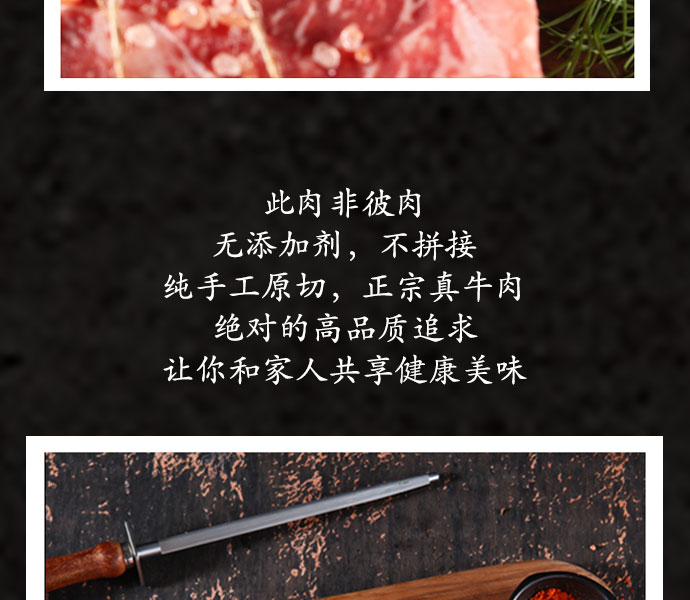 此肉非彼肉
无添加剂，不拼接
纯手工原切，正宗真牛肉
绝对的高品质追求
让你和家人共享健康美味